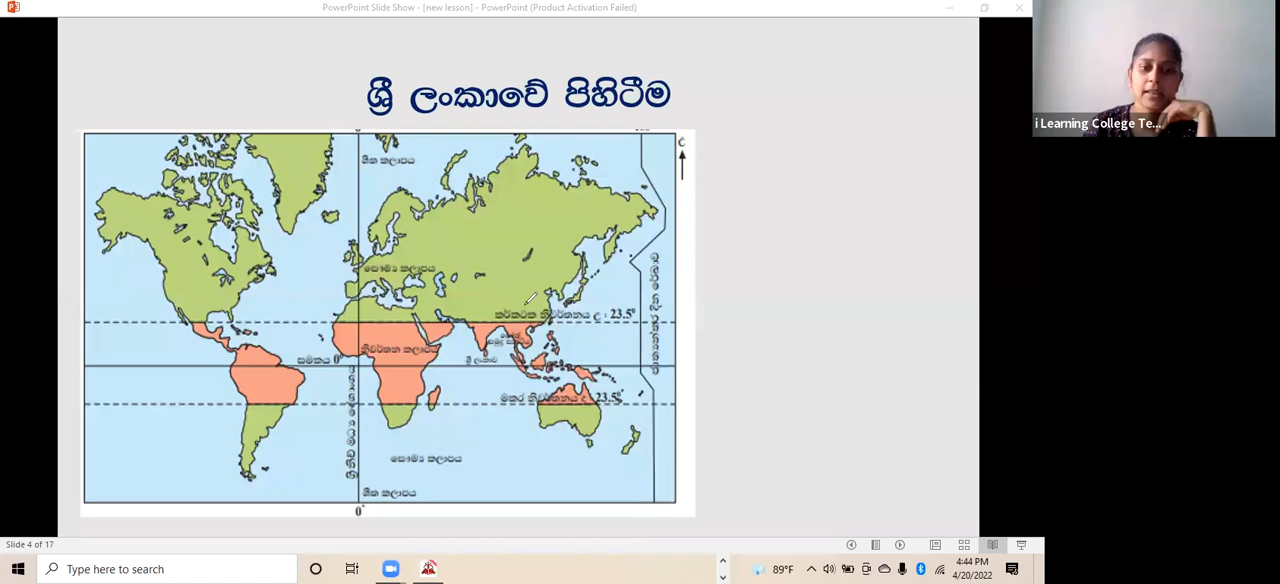 PowerPoint Slide Show - [new lesson] - PowerPoint (Product Activation Failed)
ශ්‍රී ලංකාවේ පිහිටීම
i Learning College Te...
උ
ශීත කලාපය
සෞම්‍ය කලාපය
කර්කටක නිවර්තනය උ : 23.5°
නිවර්තන කලාපය
සමකය 0°
ශ්‍රී ලංකාව
මකර නිවර්තනය ද : 23.5°
සෞම්‍ය කලාපය
ශීත කලාපය
0°
Slide 4 of 17
Type here to search
89°F
4:44 PM
4/20/2022